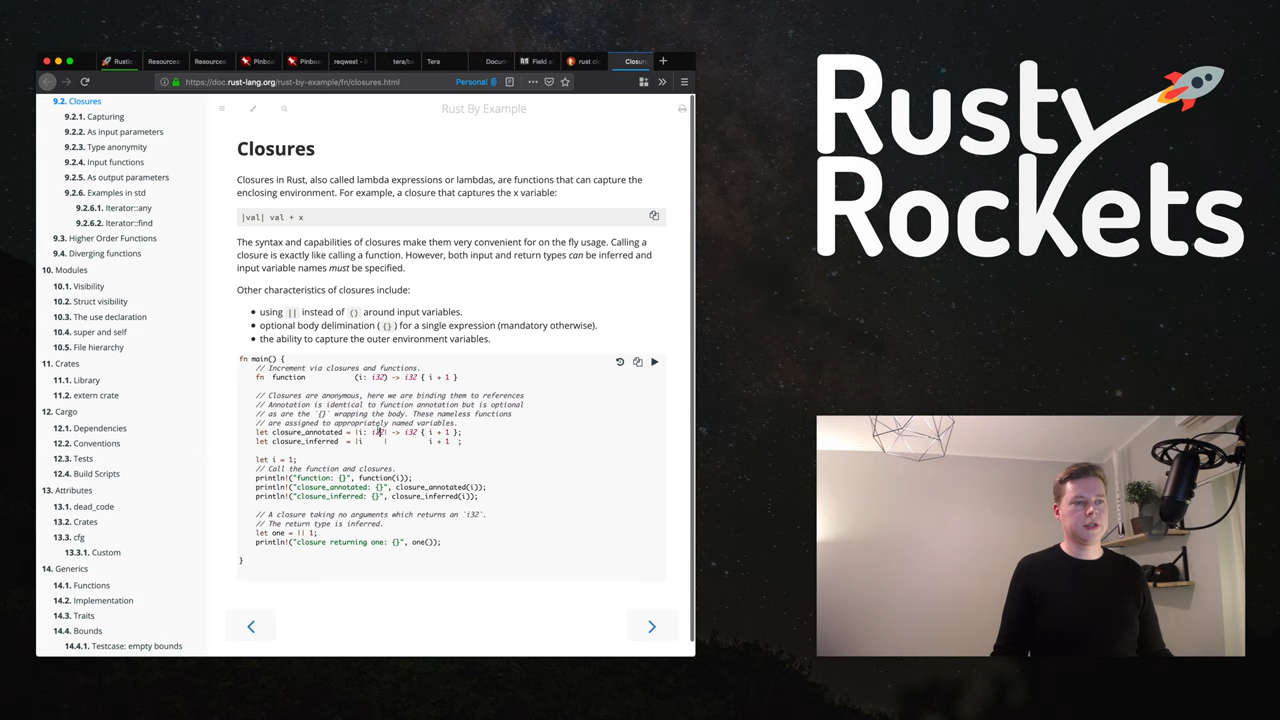 Rustic
Resources
Resources
Pinbo
Pinbo
reqwest - R
tera/b
Tera
Docum
Field a
rust clo
Closur
https://doc.rust-lang.org/rust-by-example/fn/closures.html
Personal
9.2. Closures
9.2.1. Capturing
9.2.2. As input parameters
9.2.3. Type anonymity
9.2.4. Input functions
9.2.5. As output parameters
9.2.6. Examples in std
9.2.6.1. Iterator::any
9.2.6.2. Iterator::find
9.3. Higher Order Functions
9.4. Diverging functions
10. Modules
10.1. Visibility
10.2. Struct visibility
10.3. The use declaration
10.4. super and self
10.5. File hierarchy
11. Crates
11.1. Library
11.2. extern crate
12. Cargo
12.1. Dependencies
12.2. Conventions
12.3. Tests
12.4. Build Scripts
13. Attributes
13.1. dead_code
13.2. Crates
13.3. cfg
13.3.1. Custom
14. Generics
14.1. Functions
14.2. Implementation
14.3. Traits
14.4. Bounds
14.4.1. Testcase: empty bounds
Rust By Example
Closures
Closures in Rust, also called lambda expressions or lambdas, are functions that can capture the
enclosing environment. For example, a closure that captures the x variable:
|val| val + x
The syntax and capabilities of closures make them very convenient for on the fly usage. Calling a
closure is exactly like calling a function. However, both input and return types can be inferred and
input variable names must be specified.
Other characteristics of closures include:
• using || instead of () around input variables.
• optional body delimination ( {} ) for a single expression (mandatory otherwise).
• the ability to capture the outer environment variables.
fn main() {
// Increment via closures and functions.
fn function (i: i32) -> i32 { i + 1 }
// Closures are anonymous, here we are binding them to references
// Annotation is identical to function annotation but is optional
// as are the `{}` wrapping the body. These nameless functions
// are assigned to appropriately named variables.
let closure_annotated = |i: i32| -> i32 { i + 1 };
let closure_inferred = |i | i + 1 ;
let i = 1;
// Call the function and closures.
println!("function: {}", function(i));
println!("closure_annotated: {}", closure_annotated(i));
println!("closure_inferred: {}", closure_inferred(i));
// A closure taking no arguments which returns an `i32`.
// The return type is inferred.
let one = || 1;
println!("closure returning one: {}", one());
}
Rusty
Rockets